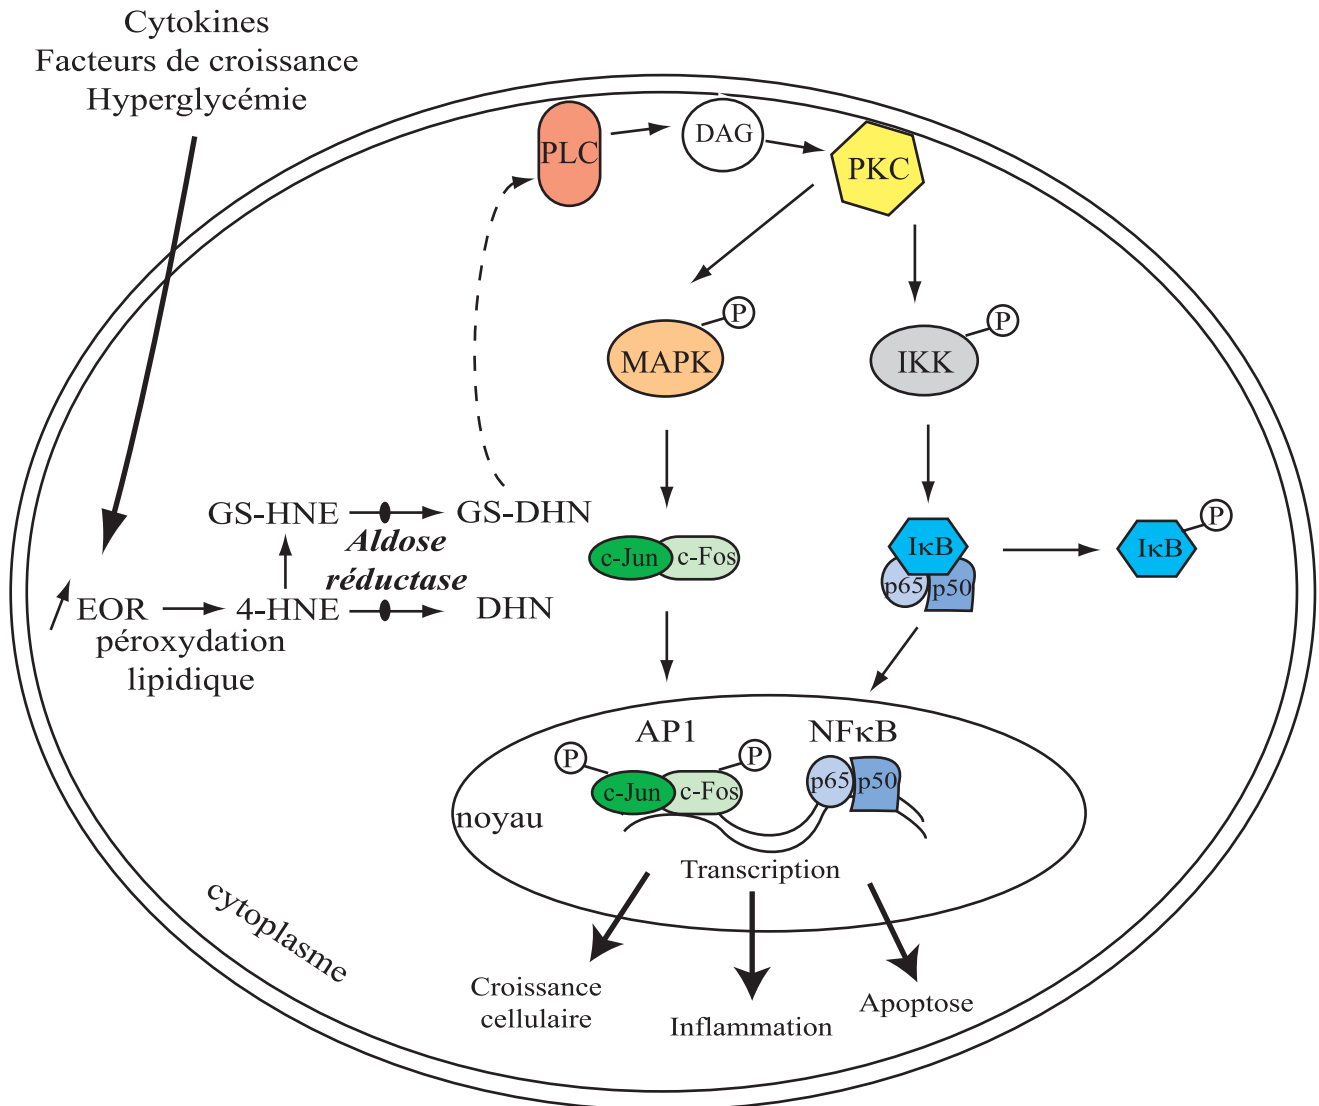 Cytokines
Facteurs de croissance
Hyperglycémie
PLC
DAG
PKC
P
MAPK
P
IKK
GS-HNE
GS-DHN
Aldose
réductase
EOR
4-HNE
DHN
péroxydation
lipidique
c-Jun
c-Fos
IκB
p65
p50
P
IκB
AP1
NFκB
P
P
c-Jun
c-Fos
p65
p50
noyau
Transcription
cytoplasme
Croissance
cellulaire
Inflammation
Apoptose